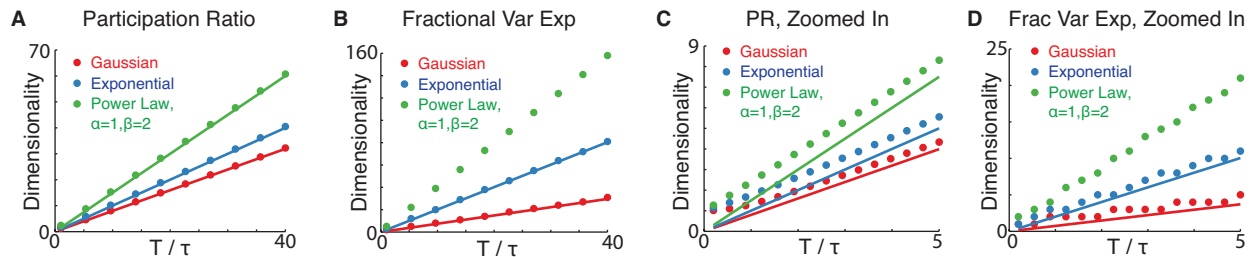 A Participation Ratio
70
Dimensionality
Gaussian
Exponential
Power Law,
α=1,β=2
0
0
40
T / τ
B Fractional Var Exp
160
Dimensionality
Gaussian
Exponential
Power Law,
α=1,β=2
0
0
40
T / τ
C PR, Zoomed In
9
Dimensionality
Gaussian
Exponential
Power Law,
α=1,β=2
0
0
5
T / τ
D Frac Var Exp, Zoomed In
25
Dimensionality
Gaussian
Exponential
Power Law,
α=1,β=2
0
0
5
T / τ